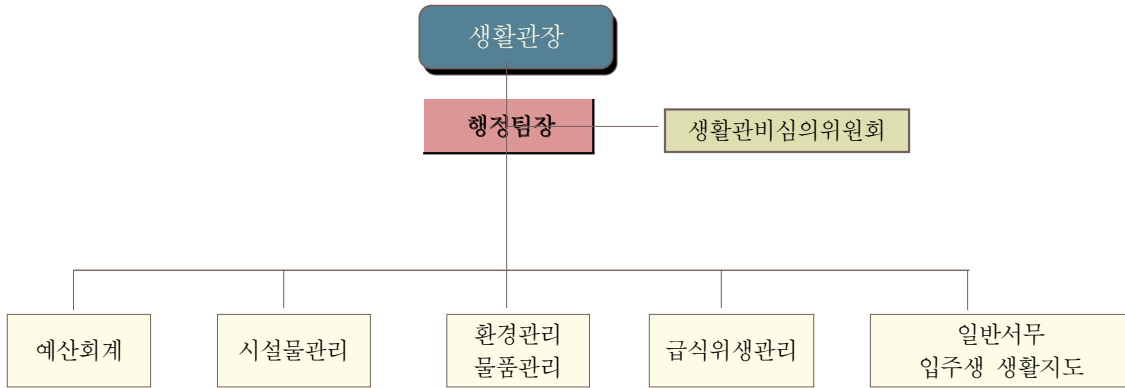 생활관장
행정팀장
생활관비심의위원회
예산회계
시설물관리
환경관리
물품관리
급식위생관리
일반서무
입주생 생활지도